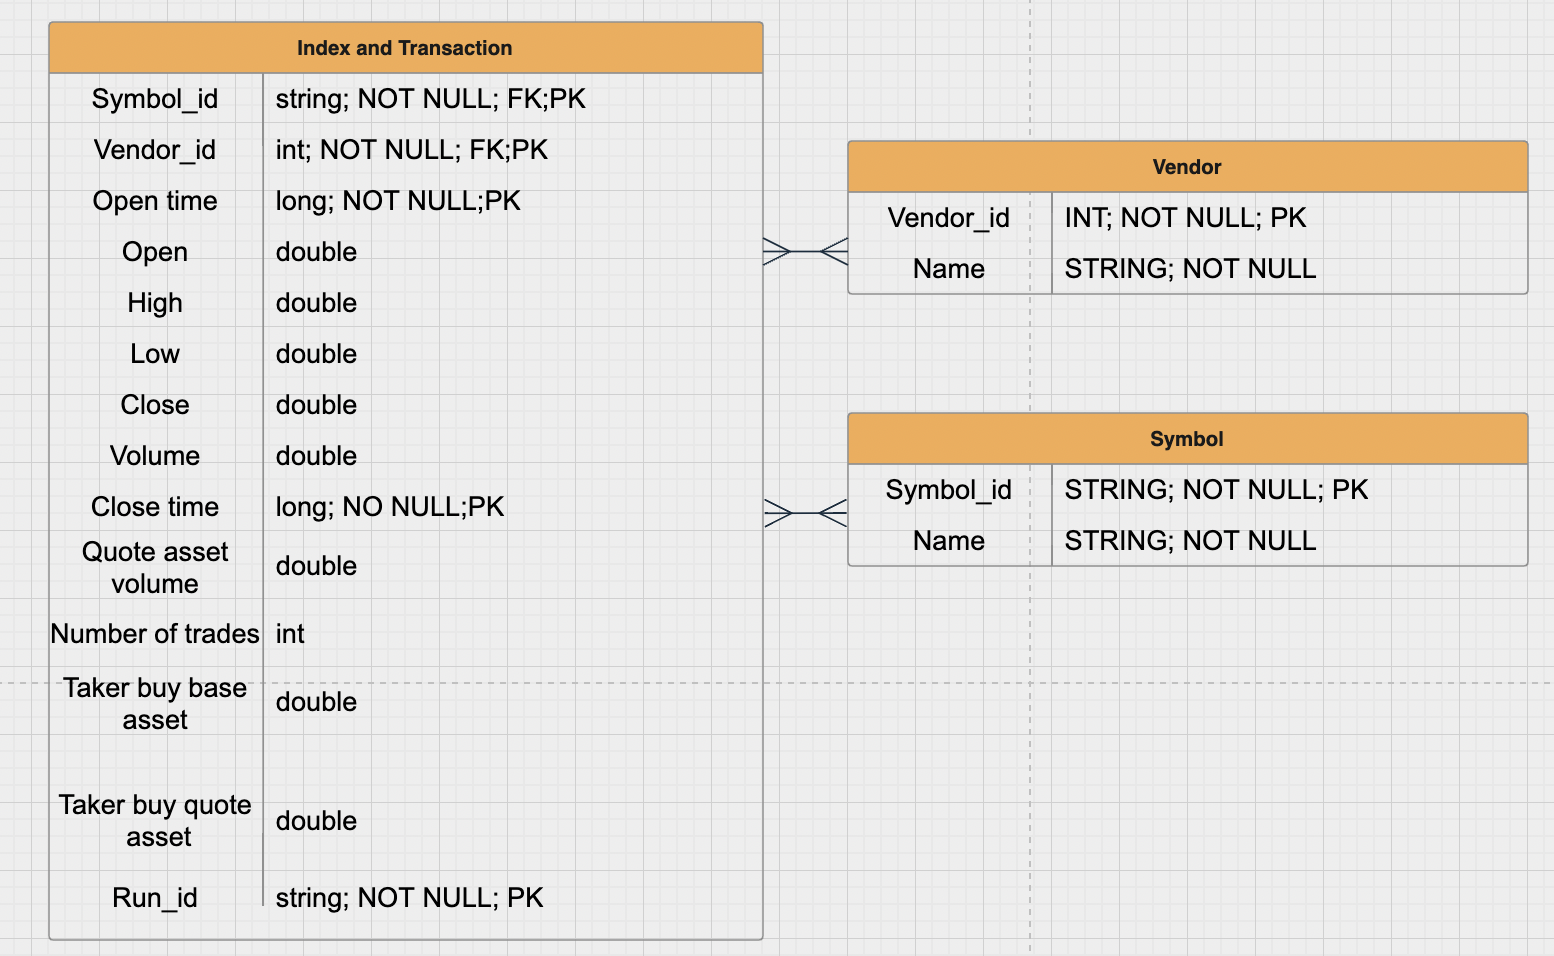 Index and Transaction
Symbol_id string; NOT NULL; FK;PK
Vendor_id int; NOT NULL; FK;PK
Open time long; NOT NULL;PK
Open double
High double
Low double
Close double
Volume double
Close time long; NO NULL;PK
Quote asset
volume
double
Number of trades int
Taker buy base
asset
double
Taker buy quote
asset
double
Run_id string; NOT NULL; PK
Vendor
Vendor_id INT; NOT NULL; PK
Name STRING; NOT NULL
Symbol
Symbol_id STRING; NOT NULL; PK
Name STRING; NOT NULL